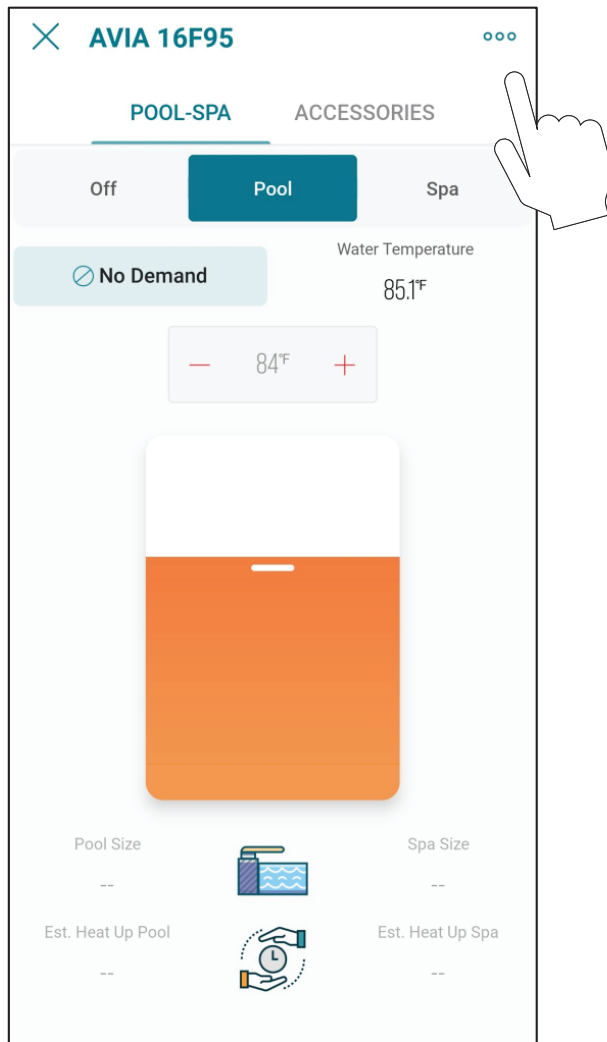 AVIA 16F95
POOL-SPA ACCESSORIES
Off Pool Spa
No Demand
Water Temperature
85.1°F
— 84°F +
Pool Size
--
Spa Size
--
Est. Heat Up Pool
--
Est. Heat Up Spa
--